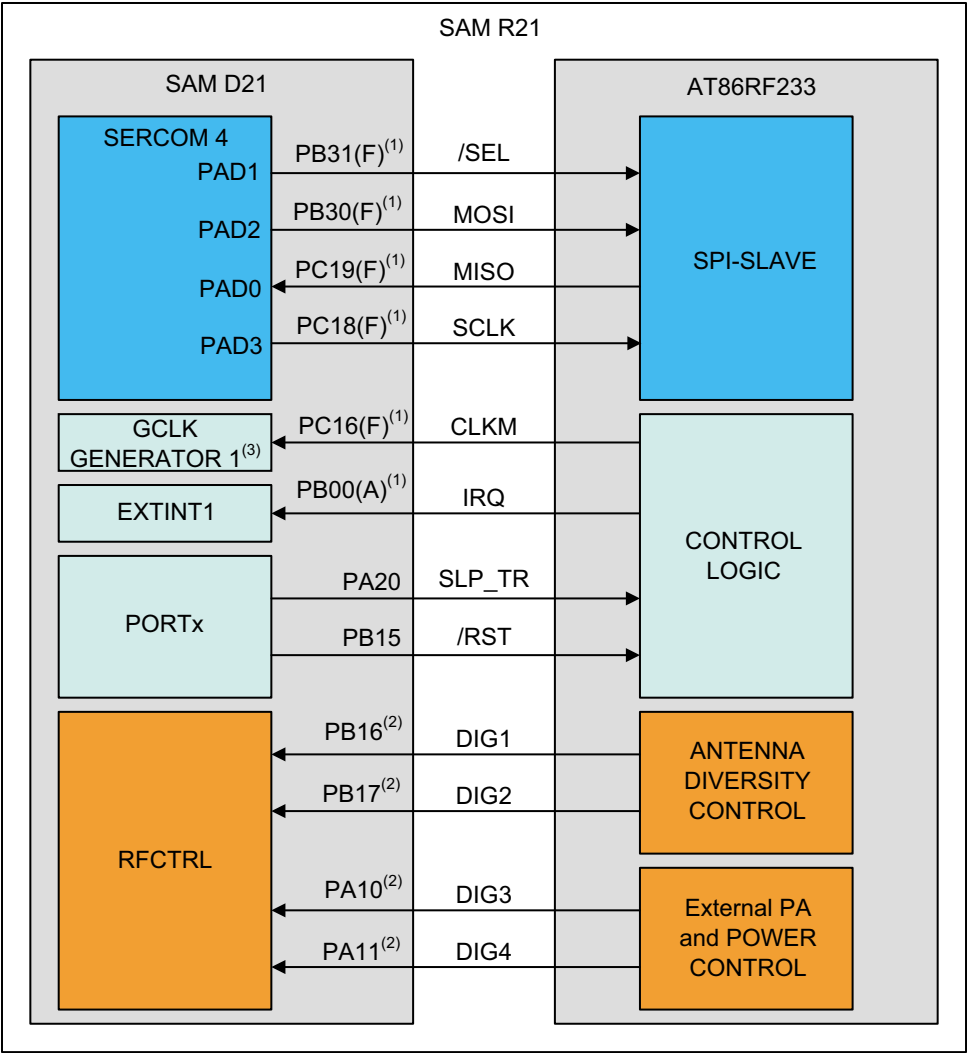 SAM R21
SAM D21
AT86RF233
SERCOM 4
PAD1
PB31(F)(1)
/SEL
PAD2
PB30(F)(1)
MOSI
PAD0
PC19(F)(1)
MISO
PAD3
PC18(F)(1)
SCLK
SPI-SLAVE
GCLK
GENERATOR 1(3)
PC16(F)(1)
CLKM
EXTINT1
PB00(A)(1)
IRQ
PORTx
PA20
SLP_TR
PB15
/RST
CONTROL
LOGIC
RFCTRL
PB16(2)
DIG1
PB17(2)
DIG2
ANTENNA
DIVERSITY
CONTROL
PA10(2)
DIG3
PA11(2)
DIG4
External PA
and POWER
CONTROL